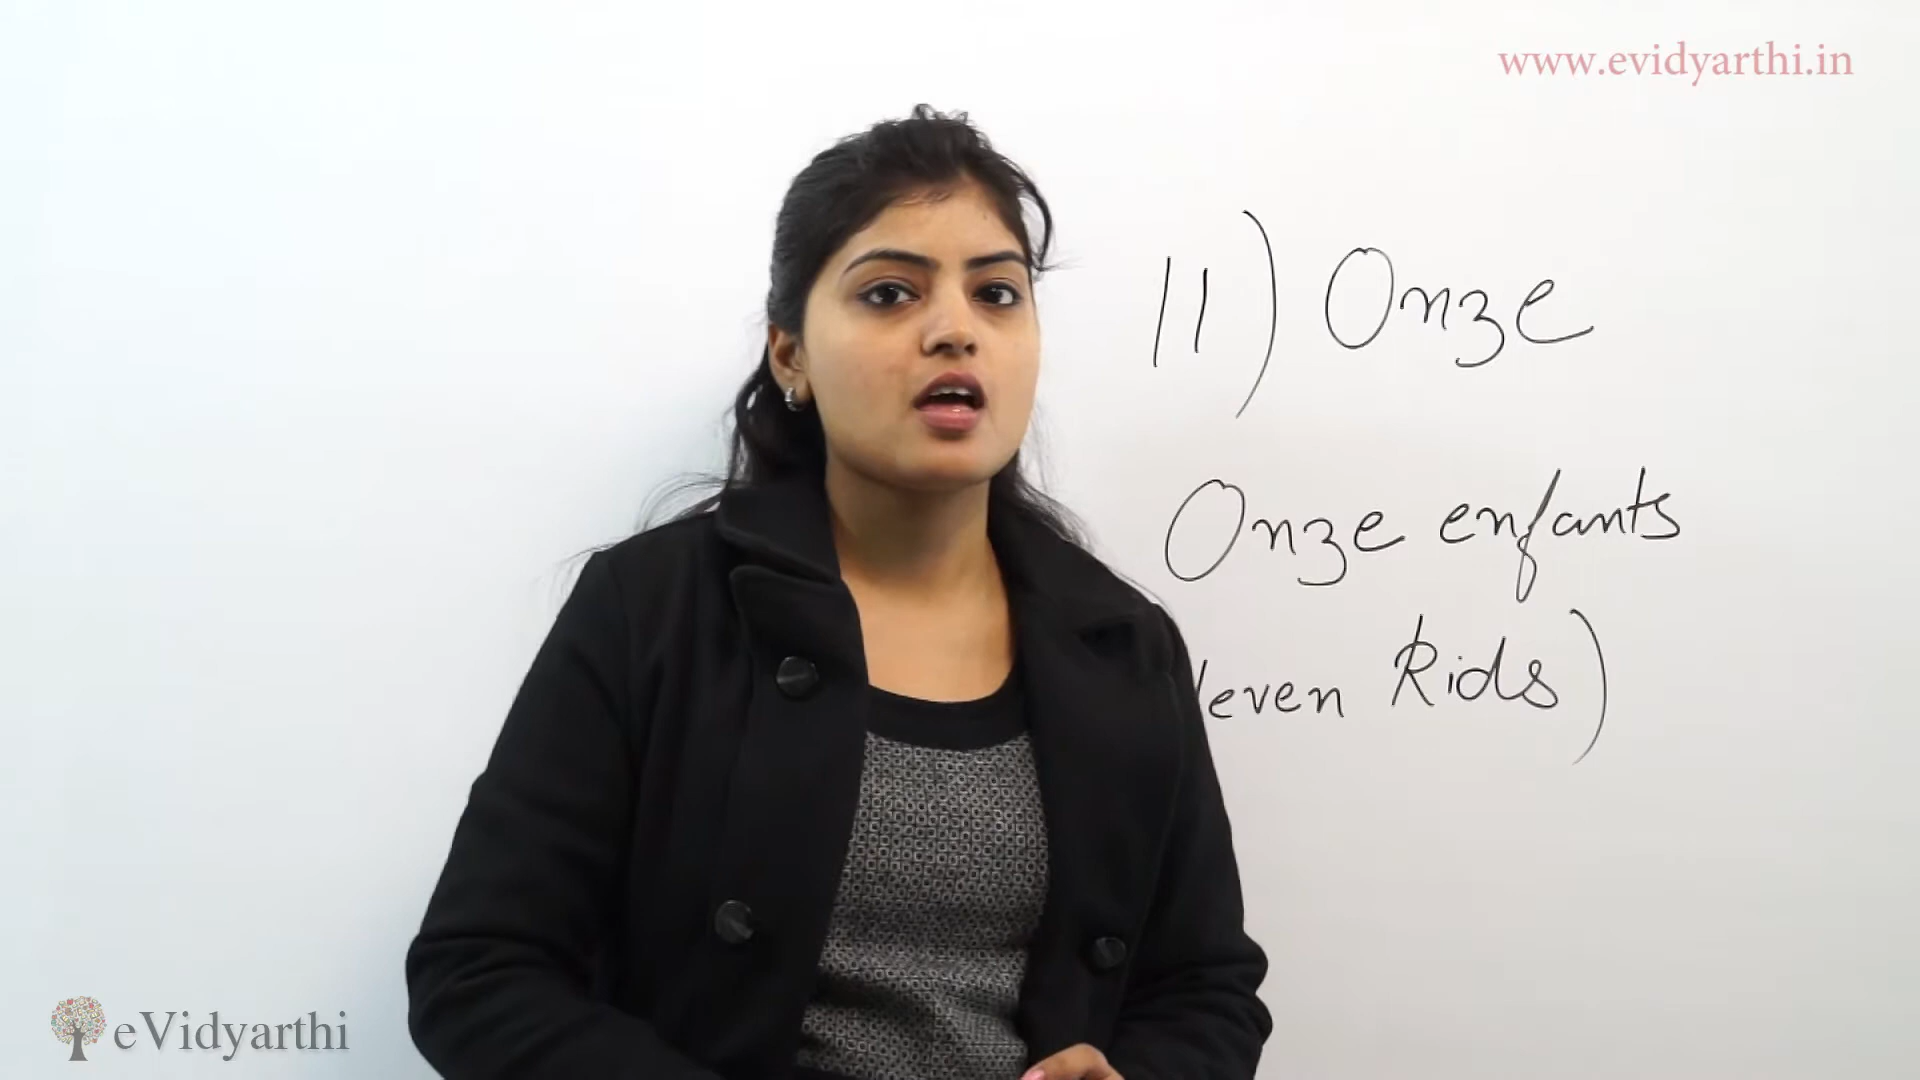 www.evidyarthi.in
11) Onze
Onze enfants
leven Kids)
eVidyarthi